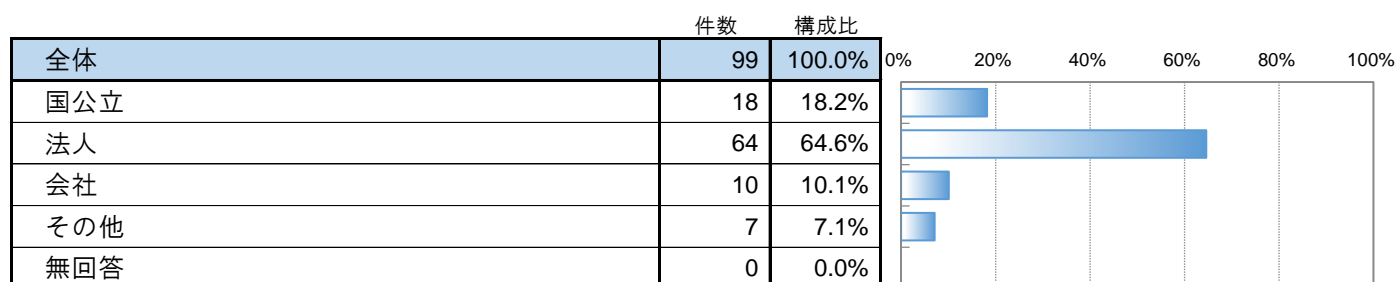 件数 構成比
全体 99 100.0% 0% 20% 40% 60% 80% 100%
国公立 18 18.2%
法人 64 64.6%
会社 10 10.1%
その他 7 7.1%
無回答 0 0.0%